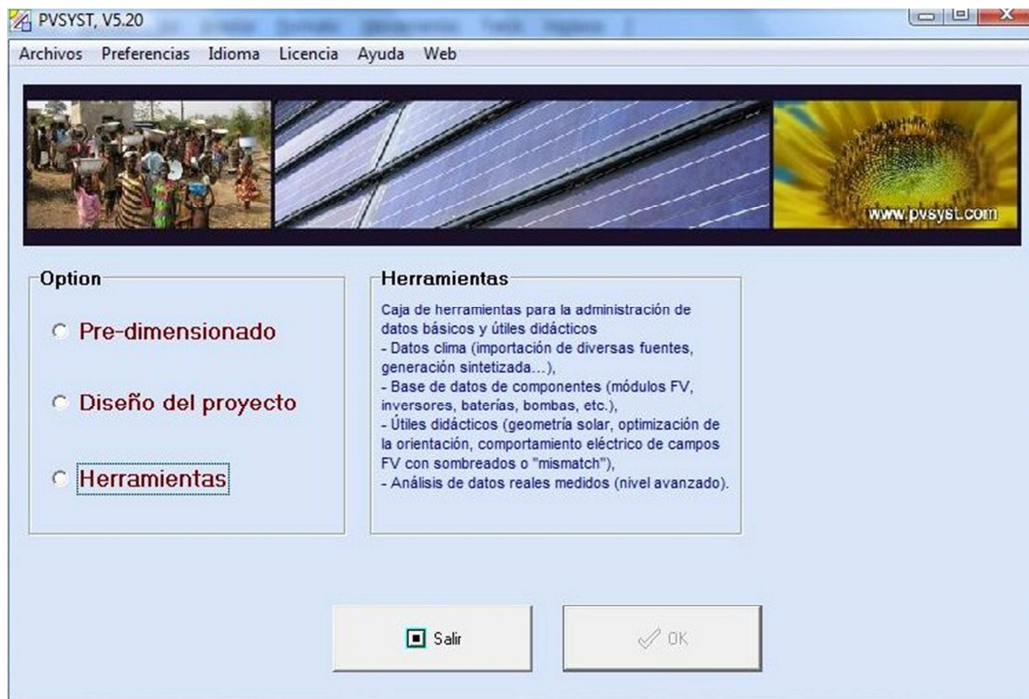 PVSYST, V5.20
Archivos Preferencias Idioma Licencia Ayuda Web
www.pvsyst.com
Option
Pre-dimensionado
Diseño del proyecto
Herramientas
Herramientas
Caja de herramientas para la administración de
datos básicos y útiles didácticos
- Datos clima (importación de diversas fuentes,
generación sintetizada...),
- Base de datos de componentes (módulos FV,
inversores, baterías, bombas, etc.),
- Útiles didácticos (geometría solar, optimización de
la orientación, comportamiento eléctrico de campos
FV con sombreados o "mismatch"),
- Análisis de datos reales medidos (nivel avanzado).
Salir
OK